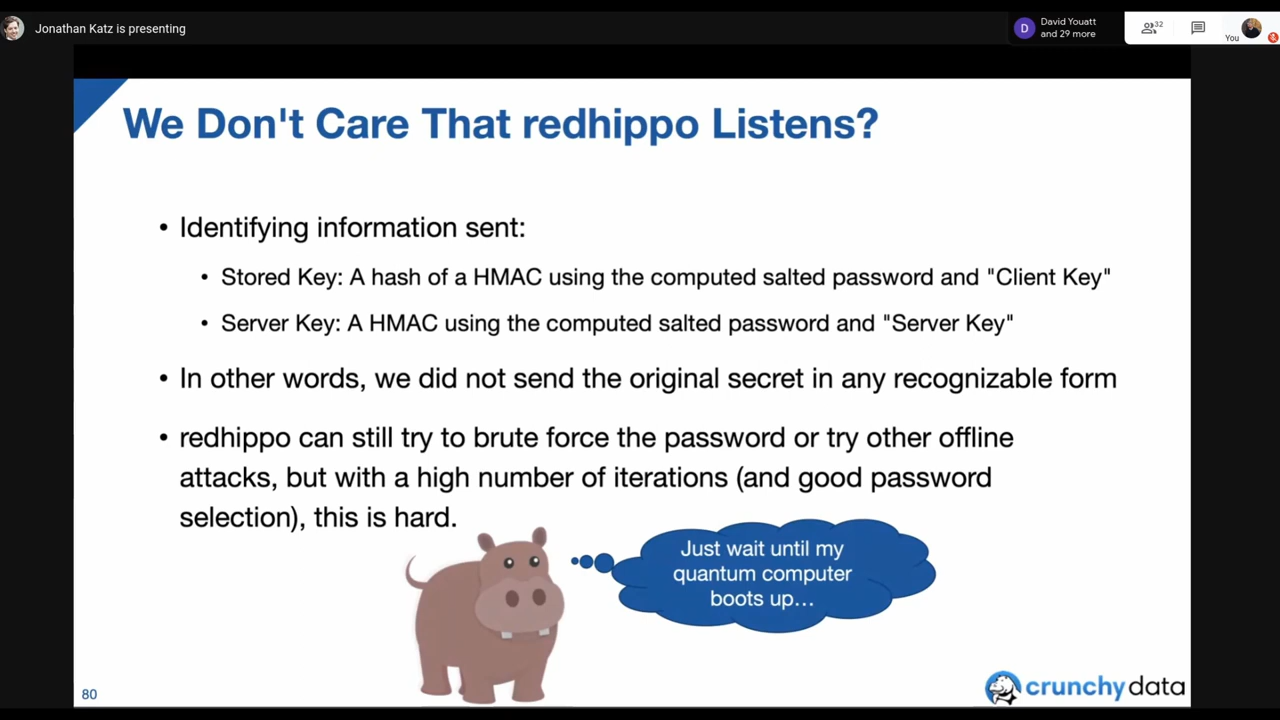 Jonathan Katz is presenting
David Youatt
and 29 more
D
32
You
We Don't Care That redhippo Listens?
• Identifying information sent:
• Stored Key: A hash of a HMAC using the computed salted password and "Client Key"
• Server Key: A HMAC using the computed salted password and "Server Key"
• In other words, we did not send the original secret in any recognizable form
• redhippo can still try to brute force the password or try other offline
attacks, but with a high number of iterations (and good password
selection), this is hard.
Just wait until my
quantum computer
boots up...
80
crunchydata